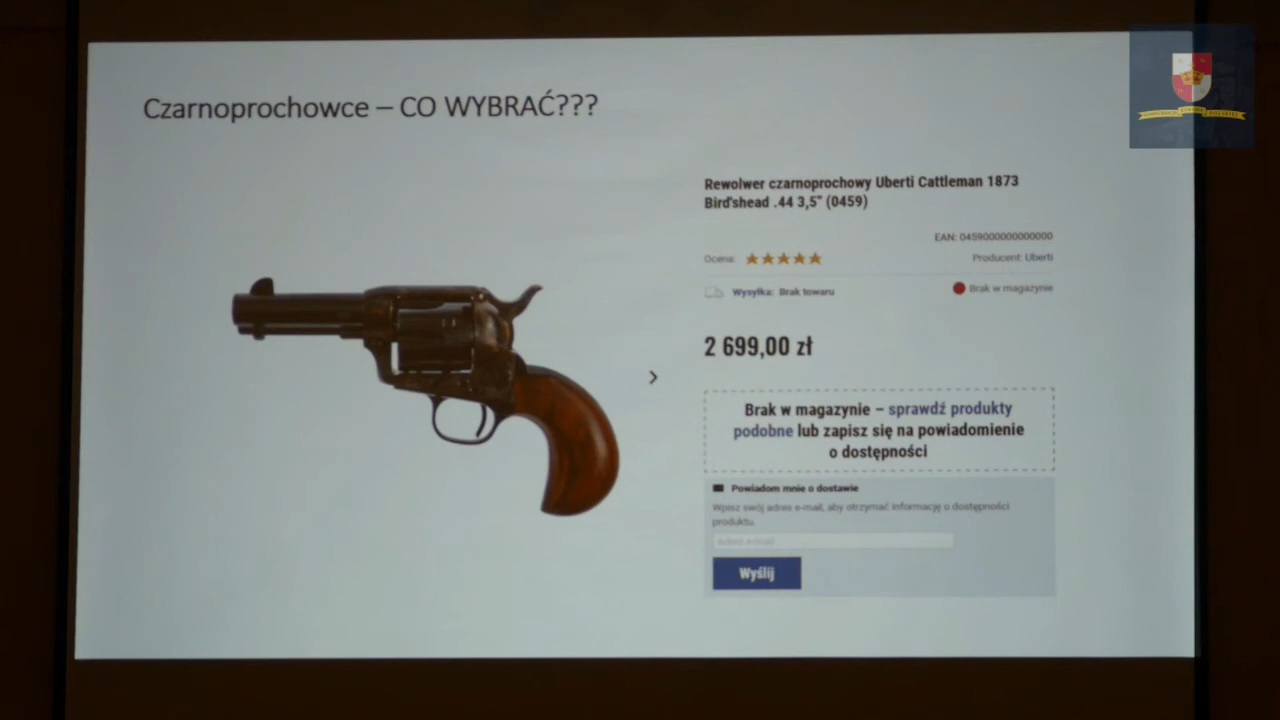 Czarnoprochowce – CO WYBRAĆ???
Rewolwer czarnoprochowy Uberti Cattleman 1873
Bird'shead .44 3,5" (0459)
EAN: 0459000000000000
Ocena: 
Producent: Uberti
Wysyłka: Brak towaru
Brak w magazynie
2 699,00 zł
Brak w magazynie – sprawdź produkty
podobne lub zapisz się na powiadomienie
o dostępności
Powiadom mnie o dostawie
Wpisz swój adres e-mail, aby otrzymać informację o dostępności
produktu.
Adres e-mail
Wyślij